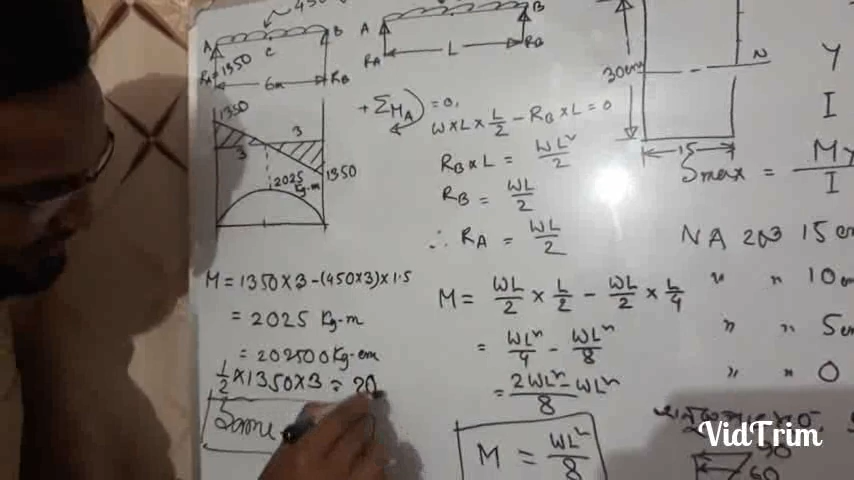 450
A B
C
RA=1350 6m RB
1350
3
3
1350
2025
Kg-m
M = 1350×3-(450×3)×1.5
= 2025 Kg-m
= 202500 Kg-cm
1/2 ×1350×3 = 20
Same
A B
RA L RB
+ΣMA) = 0,
W×L× L/2 - RB×L = 0
RB×L = WL²/2
RB = WL/2
∴ RA = WL/2
M = WL/2 × L/2 - WL/2 × L/4
= WL²/4 - WL²/8
= 2WL²-WL²/8
M = WL²/8
30cm
N
15
Y
I
Smax = My/I
NA 15 cm
" " 10 cm
" " 5cm
" " 0
90
60
VidTrim